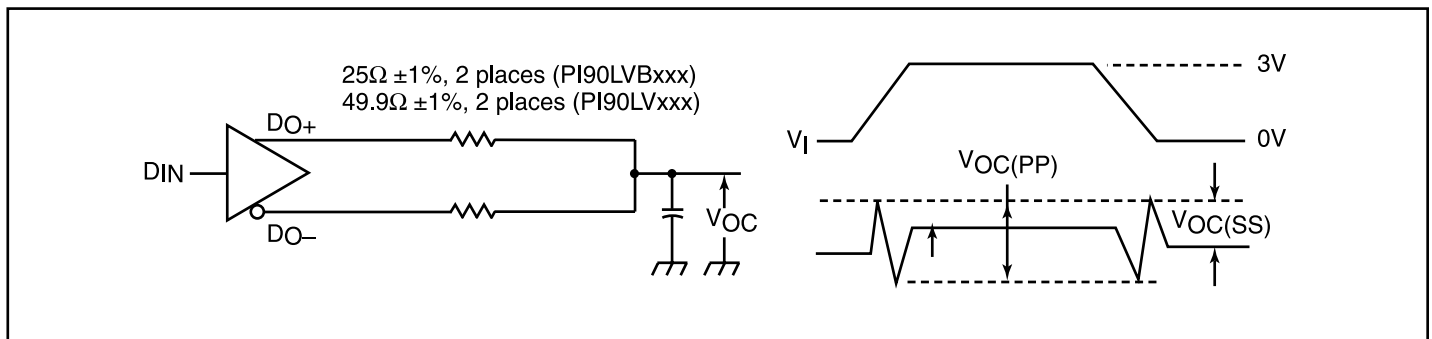 25Ω ±1%, 2 places (PI90LVBxxx)
49.9Ω ±1%, 2 places (PI90LVxxx)
DO+
DIN
DO–
VOC
3V
VI
0V
VOC(PP)
VOC(SS)